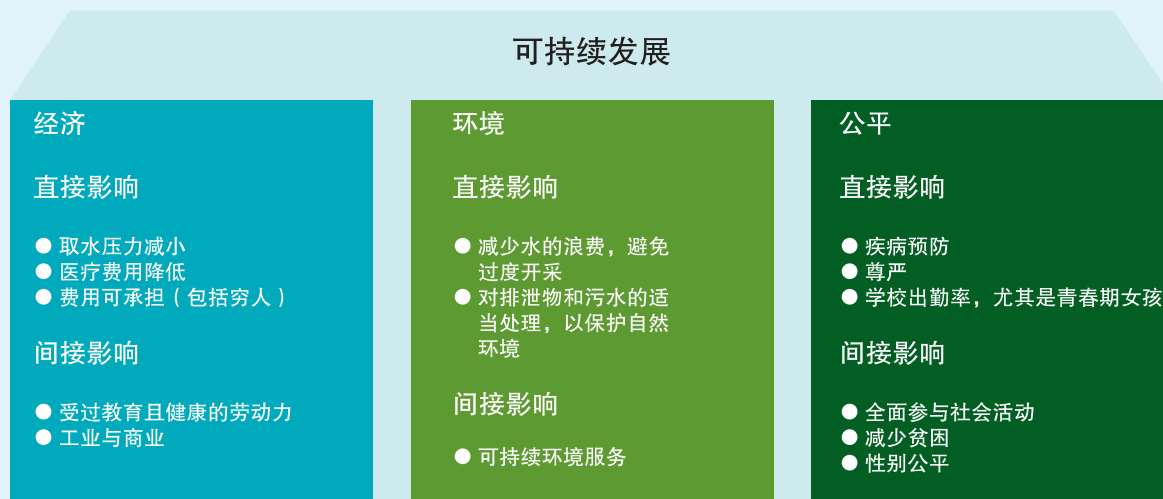 可持续发展
经济
直接影响
● 取水压力减小
● 医疗费用降低
● 费用可承担（包括穷人）
间接影响
● 受过教育且健康的劳动力
● 工业与商业
环境
直接影响
● 减少水的浪费，避免
过度开采
● 对排泄物和污水的适
当处理，以保护自然
环境
间接影响
● 可持续环境服务
公平
直接影响
● 疾病预防
● 尊严
● 学校出勤率，尤其是青春期女孩
间接影响
● 全面参与社会活动
● 减少贫困
● 性别公平